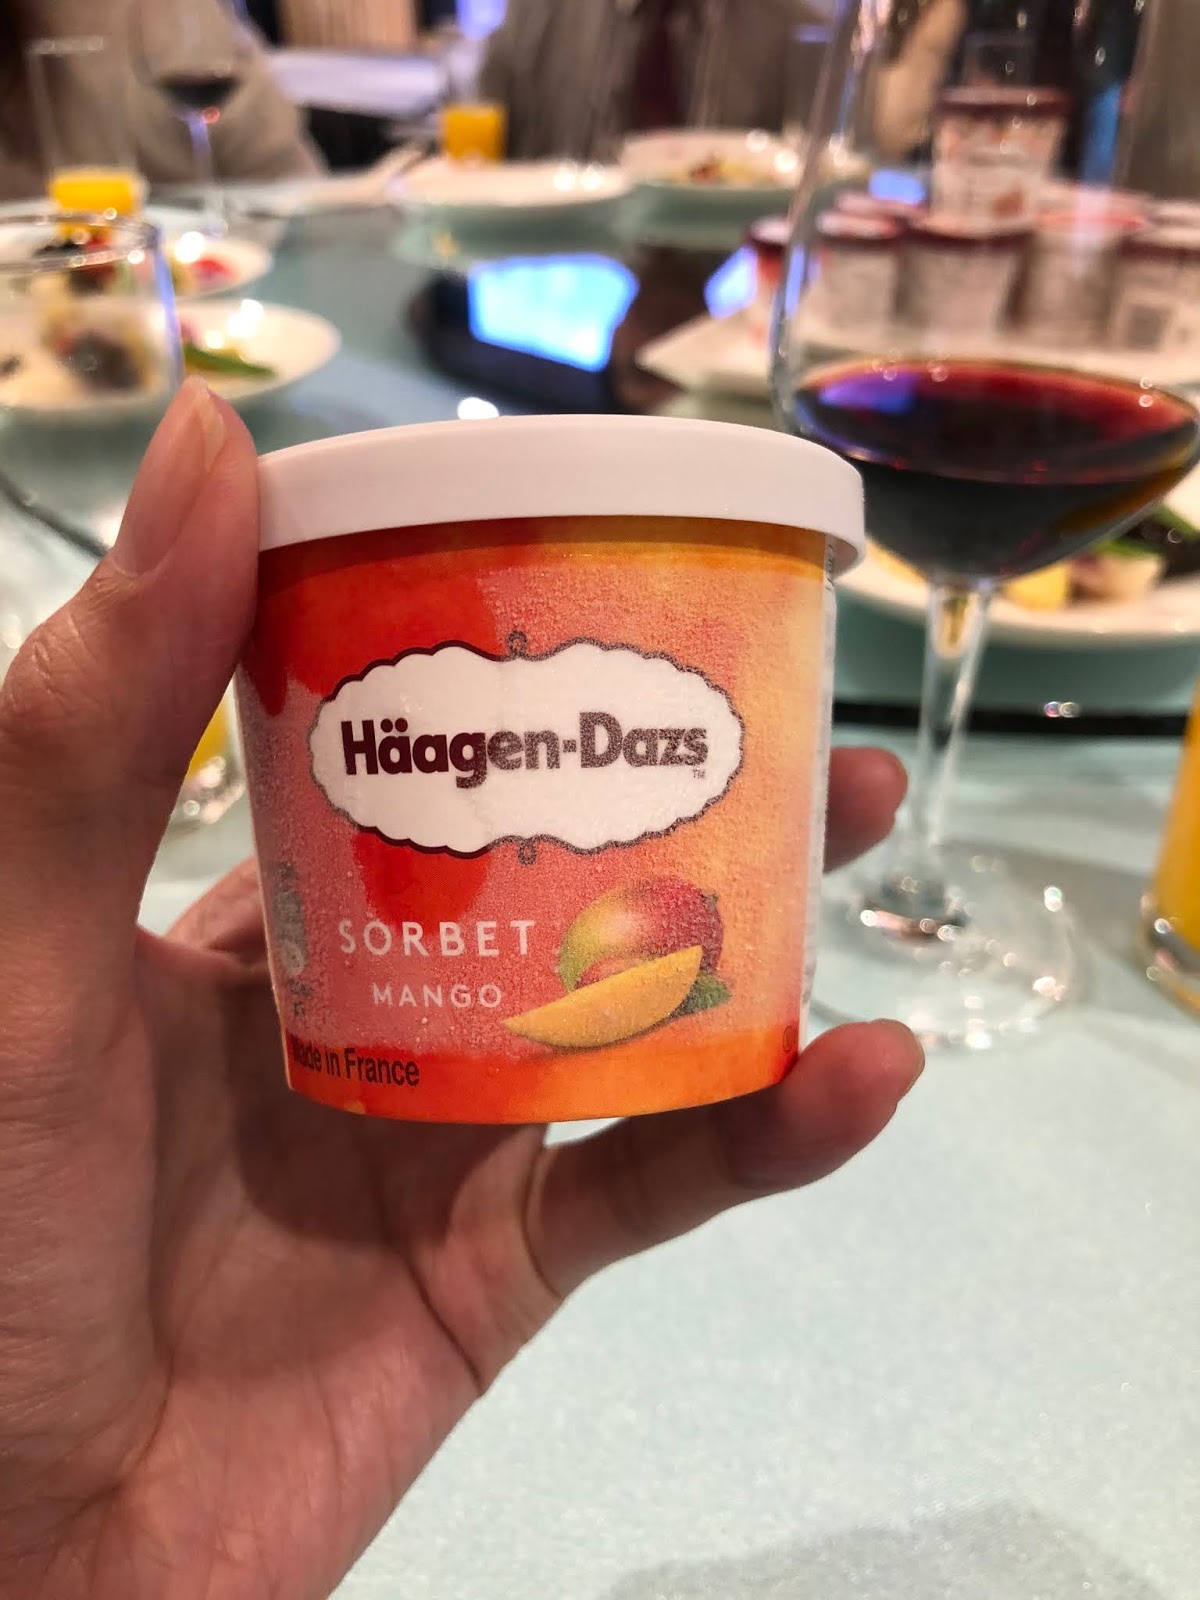 Häagen-Dazs
TM
SORBET
MANGO
Made in France